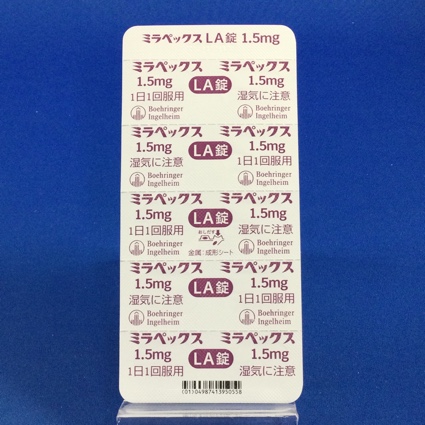 ミラペックス LA錠 1.5mg
ミラペックス ミラペックス
1.5mg LA錠 1.5mg
1日1回服用 湿気に注意
Boehringer Boehringer
Ingelheim Ingelheim
ミラペックス ミラペックス
1.5mg LA錠 1.5mg
湿気に注意 1日1回服用
Boehringer Boehringer
Ingelheim Ingelheim
ミラペックス ミラペックス
1.5mg LA錠 1.5mg
1日1回服用 おしだす 湿気に注意
Boehringer Boehringer
Ingelheim 金属:成形シート Ingelheim
ミラペックス ミラペックス
1.5mg LA錠 1.5mg
湿気に注意 1日1回服用
Boehringer Boehringer
Ingelheim Ingelheim
ミラペックス ミラペックス
1.5mg LA錠 1.5mg
1日1回服用 湿気に注意
(01)04987413950558